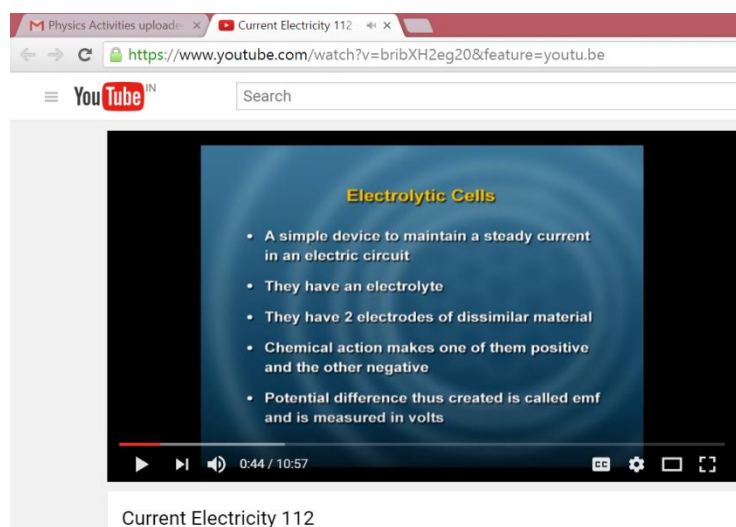 Physics Activities uploade
Current Electricity 112
https://www.youtube.com/watch?v=bribXH2eg20&feature=youtu.be
YouTube IN
Search
Electrolytic Cells
• A simple device to maintain a steady current
in an electric circuit
• They have an electrolyte
• They have 2 electrodes of dissimilar material
• Chemical action makes one of them positive
and the other negative
• Potential difference thus created is called emf
and is measured in volts
0:44 / 10:57
CC
Current Electricity 112